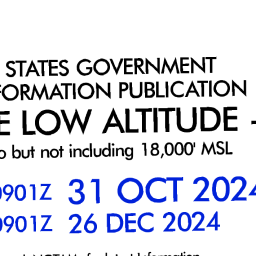 STATES GOVERNMENT
FORMATION PUBLICATION
E LOW ALTITUDE -
o but not including 18,000' MSL
0901Z 31 OCT 2024
0901Z 26 DEC 2024